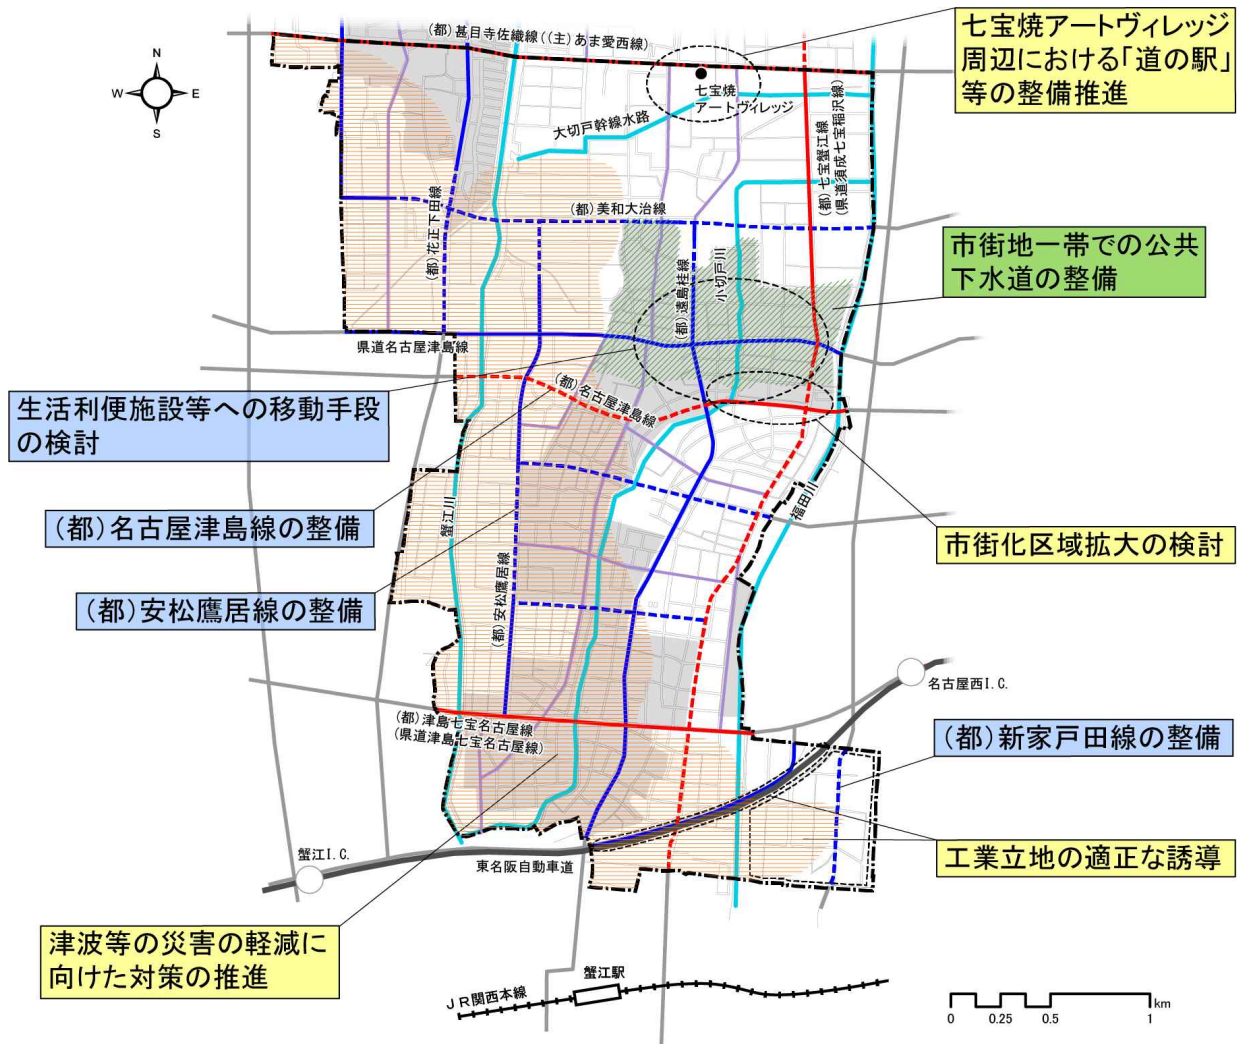 (都)甚目寺佐織線((主)あま愛西線)
七宝焼アートヴィレッジ
周辺における「道の駅」
等の整備推進
N
W
E
S
七宝焼
アートヴィレッジ
大切戸幹線水路
(都)七宝蟹江線
(県道須成七宝稲沢線)
(都)花正下田線
(都)美和大治線
市街地一帯での公共
下水道の整備
(都)遠島桂線
小切戸川
県道名古屋津島線
生活利便施設等への移動手段
の検討
(都)名古屋津島線
(都)名古屋津島線の整備
蟹江川
福田川
市街化区域拡大の検討
(都)安松鷹居線の整備
(都)安松鷹居線
名古屋西I.C.
(都)津島七宝名古屋線
(県道津島七宝名古屋線)
(都)新家戸田線の整備
蟹江I.C.
東名阪自動車道
工業立地の適正な誘導
津波等の災害の軽減に
向けた対策の推進
蟹江駅
JR関西本線
km
0
0.25
0.5
1